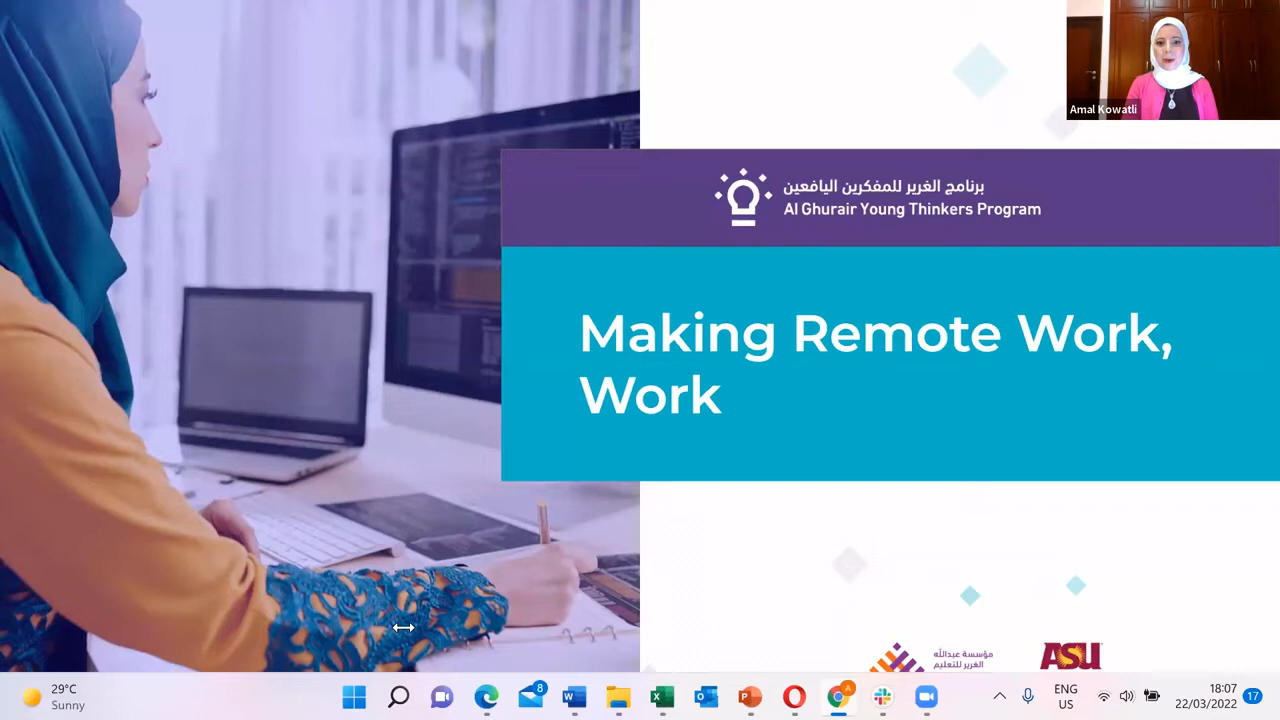 Amal Kowatli
برنامج الغرير للمفكرين اليافعين
Al Ghurair Young Thinkers Program
Making Remote Work,
Work
مؤسسة عبدالله
الغرير للتعليم
ASU
29°C
Sunny
8
A
ENG
US
18:07
22/03/2022
17